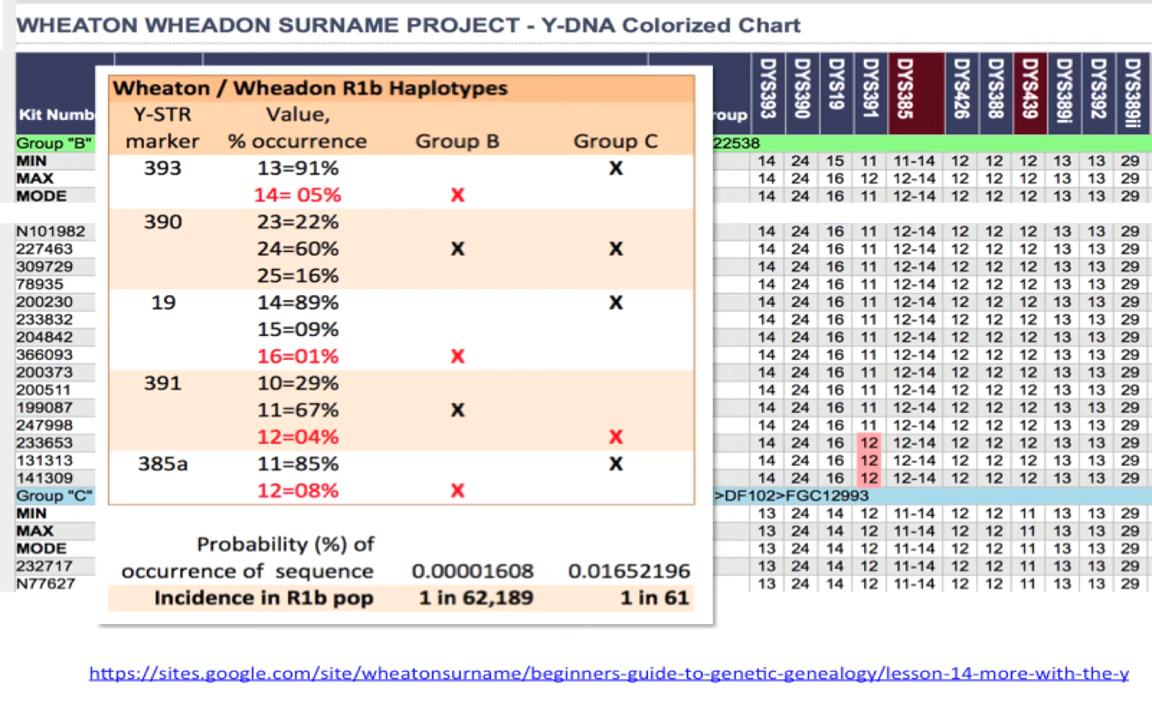 WHEATON WHEADON SURNAME PROJECT - Y-DNA Colorized Chart
Kit Numb roup DYS393 DYS390 DYS19 DYS391 DYS385 DYS426 DYS388 DYS439 DYS389i DYS392 DYS389ii
Group "B" 22538
MIN 14 24 15 11 11-14 12 12 12 13 13 29
MAX 14 24 16 12 12-14 12 12 12 13 13 29
MODE 14 24 16 11 12-14 12 12 12 13 13 29
N101982 14 24 16 11 12-14 12 12 12 13 13 29
227463 14 24 16 11 12-14 12 12 12 13 13 29
309729 14 24 16 11 12-14 12 12 12 13 13 29
78935 14 24 16 11 12-14 12 12 12 13 13 29
200230 14 24 16 11 12-14 12 12 12 13 13 29
233832 14 24 16 11 12-14 12 12 12 13 13 29
204842 14 24 16 11 12-14 12 12 12 13 13 29
366093 14 24 16 11 12-14 12 12 12 13 13 29
200373 14 24 16 11 12-14 12 12 12 13 13 29
200511 14 24 16 11 12-14 12 12 12 13 13 29
199087 14 24 16 11 12-14 12 12 12 13 13 29
247998 14 24 16 11 12-14 12 12 12 13 13 29
233653 14 24 16 12 12-14 12 12 12 13 13 29
131313 14 24 16 12 12-14 12 12 12 13 13 29
141309 14 24 16 12 12-14 12 12 12 13 13 29
Group "C" >DF102>FGC12993
MIN 13 24 14 12 11-14 12 12 11 13 13 29
MAX 13 24 14 12 11-14 12 12 11 13 13 29
MODE 13 24 14 12 11-14 12 12 11 13 13 29
232717 13 24 14 12 11-14 12 12 11 13 13 29
N77627 13 24 14 12 11-14 12 12 11 13 13 29
Wheaton / Wheadon R1b Haplotypes
Y-STR Value,
marker % occurrence Group B Group C
393 13=91% X
14= 05% X
390 23=22%
24=60% X X
25=16%
19 14=89% X
15=09%
16=01% X
391 10=29%
11=67% X
12=04% X
385a 11=85% X
12=08% X
Probability (%) of
occurrence of sequence 0.00001608 0.01652196
Incidence in R1b pop 1 in 62,189 1 in 61
https://sites.google.com/site/wheatonsurname/beginners-guide-to-genetic-genealogy/lesson-14-more-with-the-y